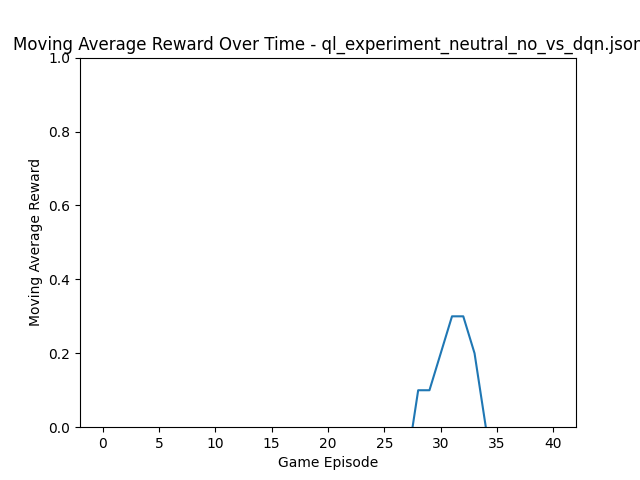 Moving Average Reward Over Time - ql_experiment_neutral_no_vs_dqn.json
1.0
0.8
0.6
0.4
0.2
0.0
Moving Average Reward
0 5 10 15 20 25 30 35 40
Game Episode